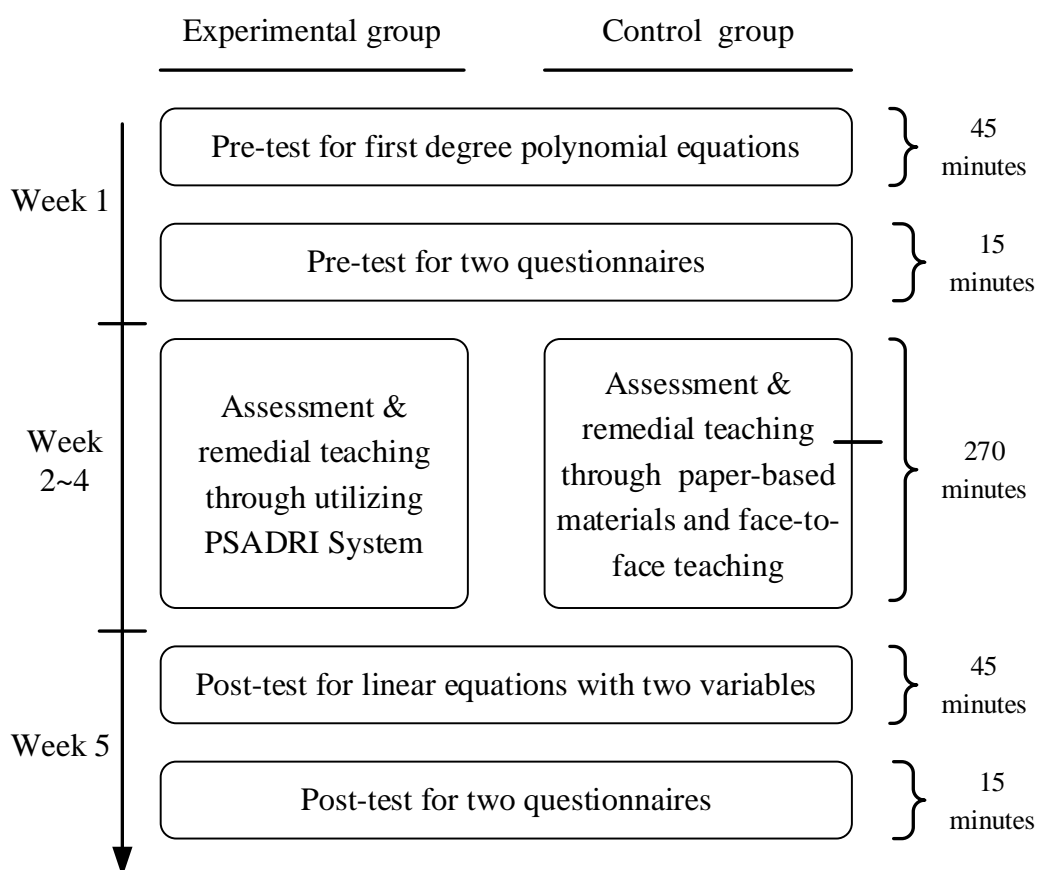 Experimental group
Control group
Pre-test for first degree polynomial equations
45
minutes
Week 1
Pre-test for two questionnaires
15
minutes
Week
2~4
Assessment &
remedial teaching
through utilizing
PSADRI System
Assessment &
remedial teaching
through paper-based
materials and face-to-
face teaching
270
minutes
Post-test for linear equations with two variables
45
minutes
Week 5
Post-test for two questionnaires
15
minutes